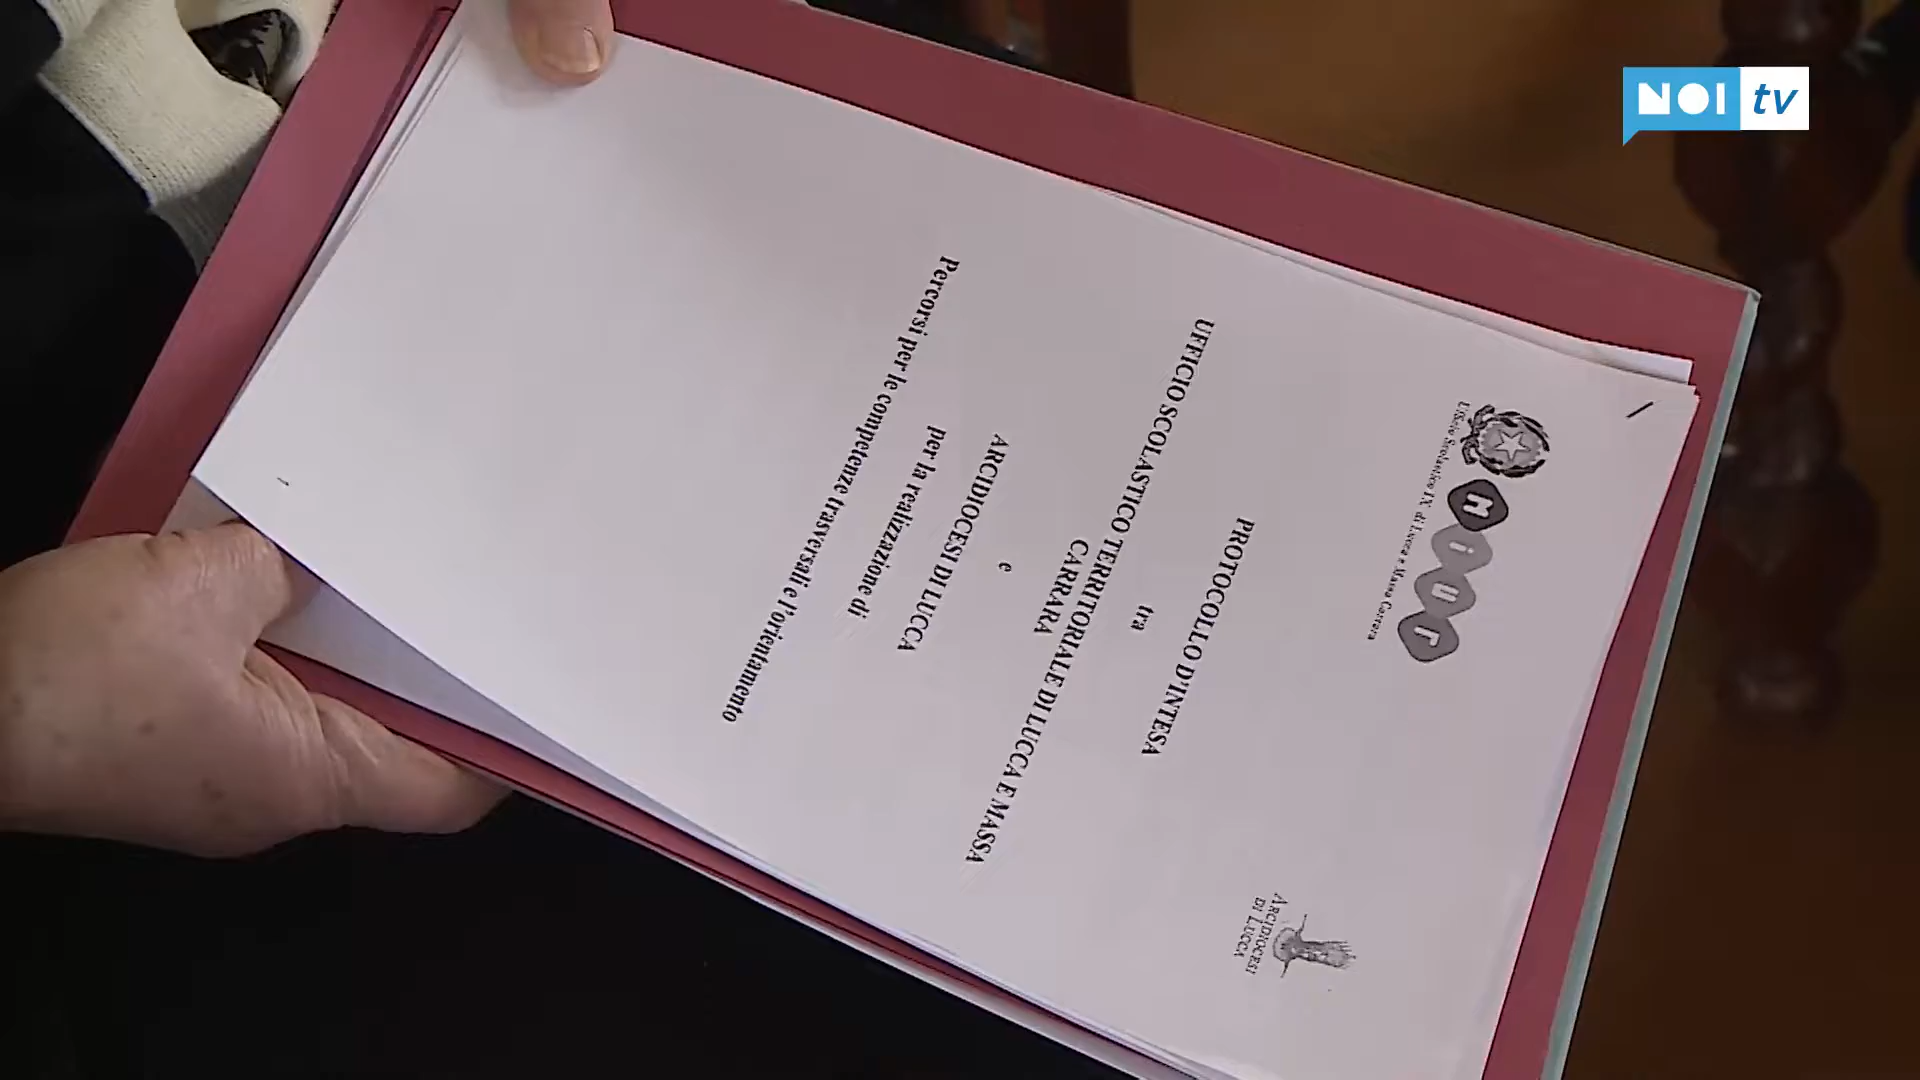 NOI tv
MiUr
Ufficio Scolastico IX di Lucca e Massa Carrara
ARCIDIOCESI
DI LUCCA
PROTOCOLLO D'INTESA
tra
UFFICIO SCOLASTICO TERRITORIALE DI LUCCA E MASSA
CARRARA
e
ARCIDIOCESI DI LUCCA
per la realizzazione di
Percorsi per le competenze trasversali e l'orientamento